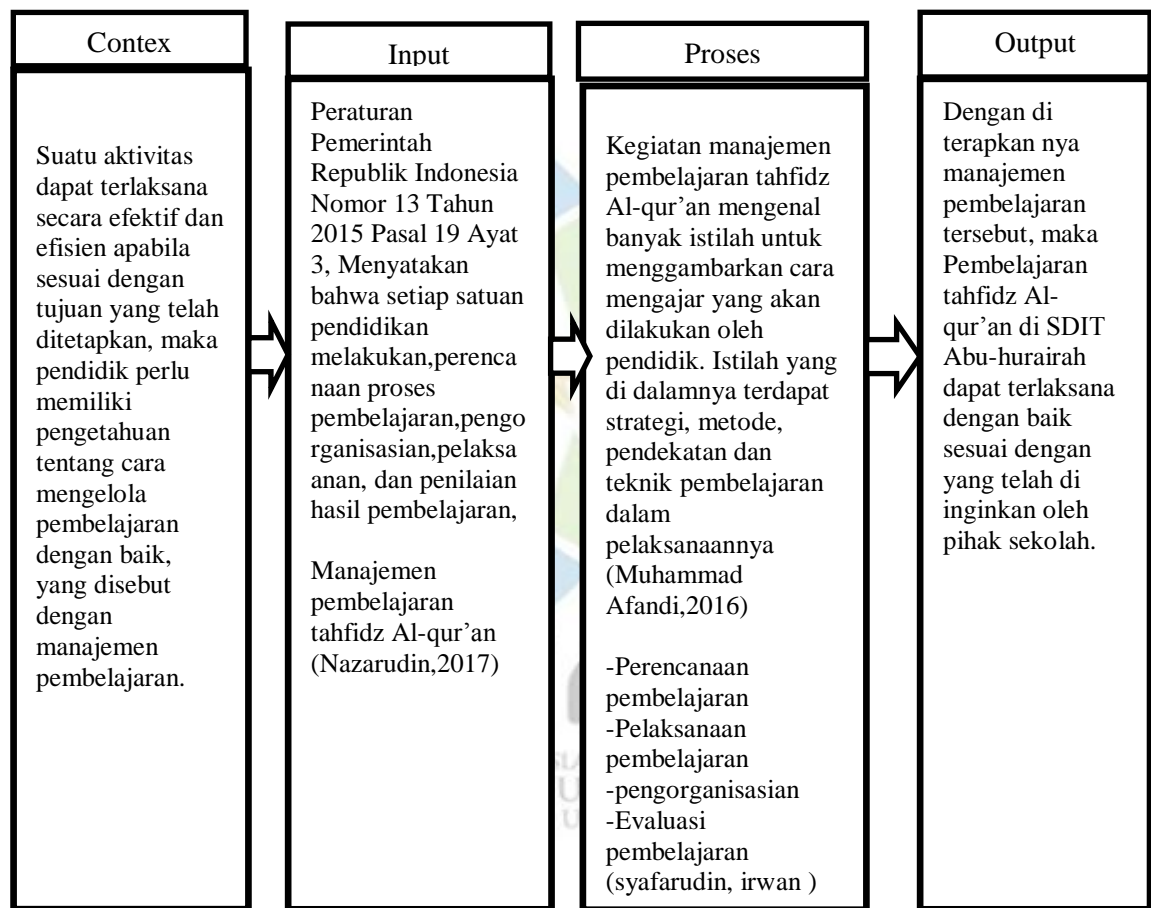 Contex
Suatu aktivitas
dapat terlaksana
secara efektif dan
efisien apabila
sesuai dengan
tujuan yang telah
ditetapkan, maka
pendidik perlu
memiliki
pengetahuan
tentang cara
mengelola
pembelajaran
dengan baik,
yang disebut
dengan
manajemen
pembelajaran.
Input
Peraturan
Pemerintah
Republik Indonesia
Nomor 13 Tahun
2015 Pasal 19 Ayat
3, Menyatakan
bahwa setiap satuan
pendidikan
melakukan,perenca
naan proses
pembelajaran,pengo
rganisasian,pelaksa
anan, dan penilaian
hasil pembelajaran,
Manajemen
pembelajaran
tahfidz Al-qur’an
(Nazarudin,2017)
Proses
Kegiatan manajemen
pembelajaran tahfidz
Al-qur’an mengenal
banyak istilah untuk
menggambarkan cara
mengajar yang akan
dilakukan oleh
pendidik. Istilah yang
di dalamnya terdapat
strategi, metode,
pendekatan dan
teknik pembelajaran
dalam
pelaksanaannya
(Muhammad
Afandi,2016)
-Perencanaan
pembelajaran
-Pelaksanaan
pembelajaran
-pengorganisasian
-Evaluasi
pembelajaran
(syafarudin, irwan )
Output
Dengan di
terapkan nya
manajemen
pembelajaran
tersebut, maka
Pembelajaran
tahfidz Al-
qur’an di SDIT
Abu-hurairah
dapat terlaksana
dengan baik
sesuai dengan
yang telah di
inginkan oleh
pihak sekolah.